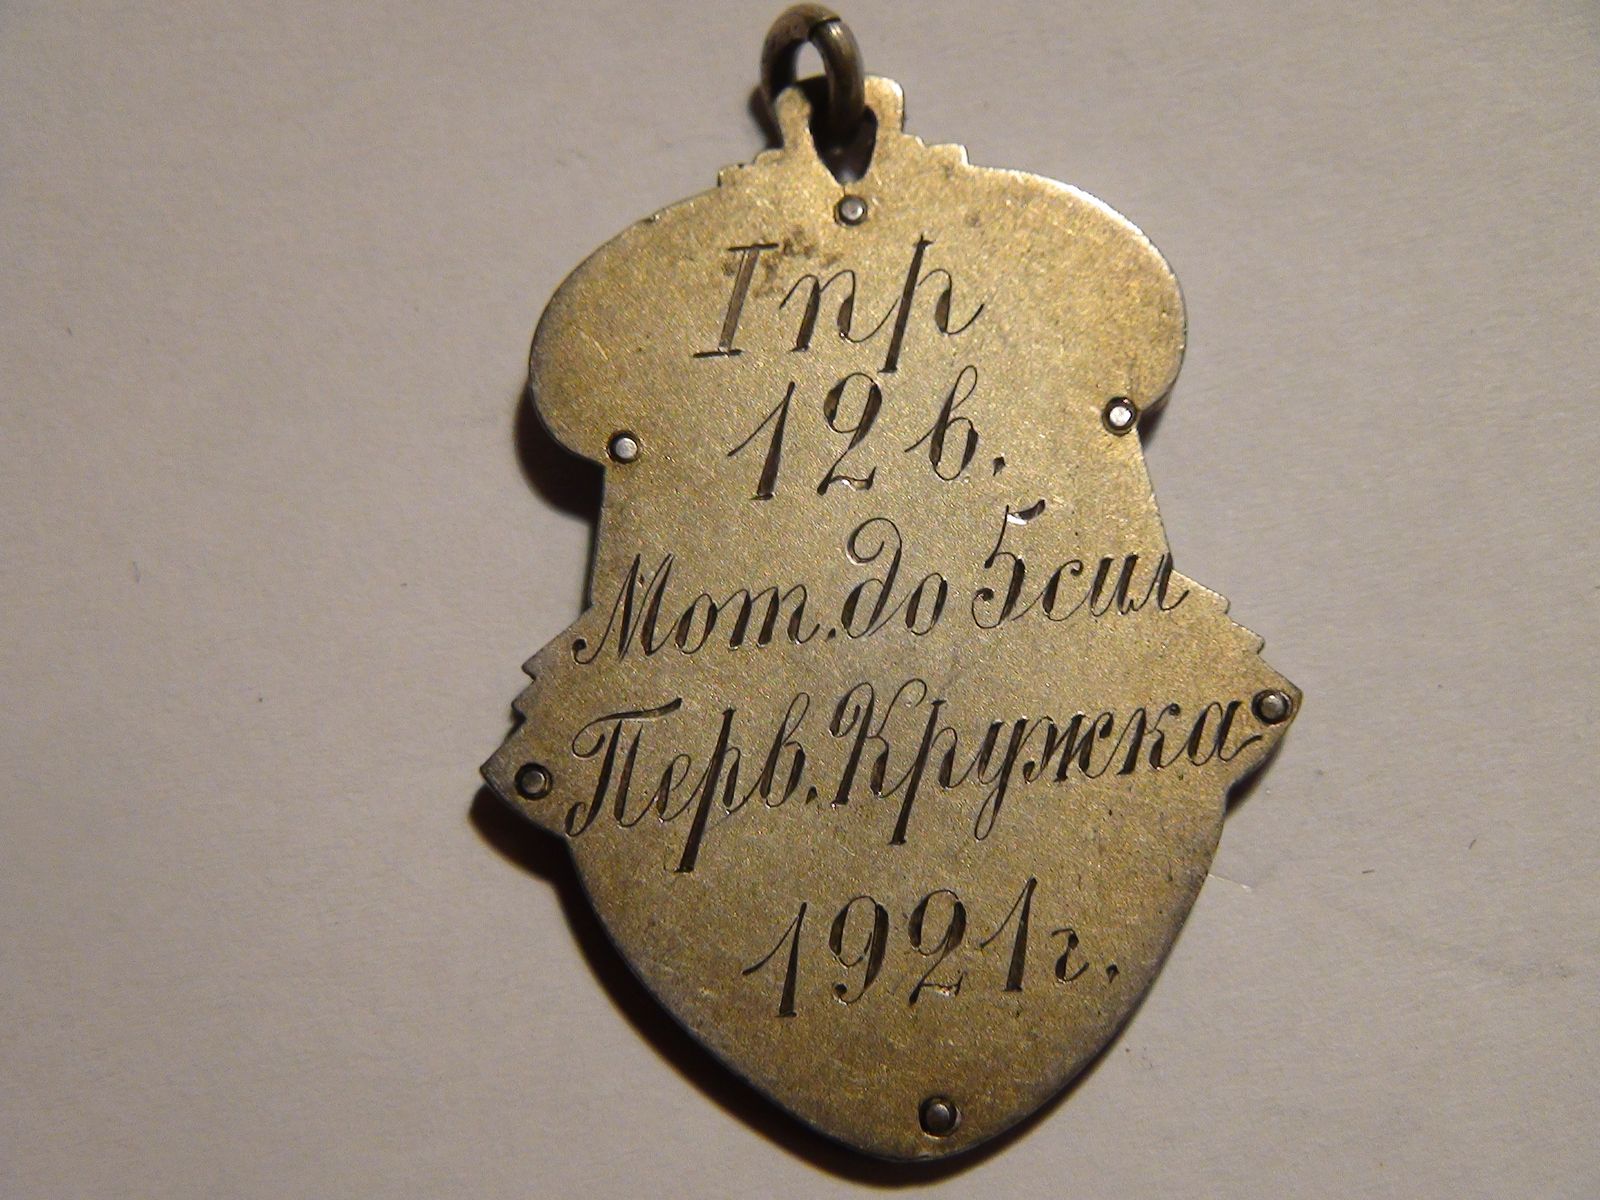 I пр
12 в.
Мот. до 5 сил
Перв. Кружка
1921 г.